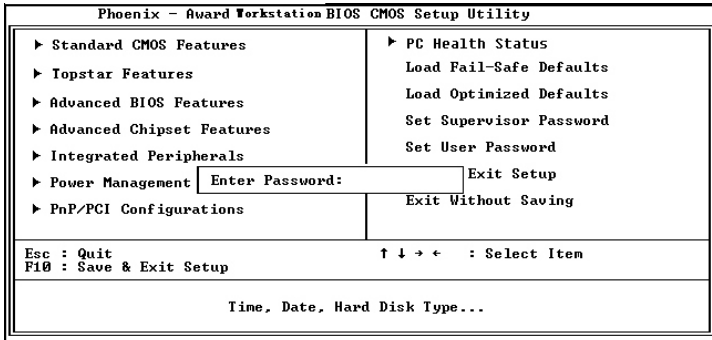 Phoenix - Award Workstation BIOS CMOS Setup Utility
▶ Standard CMOS Features
▶ Topstar Features
▶ Advanced BIOS Features
▶ Advanced Chipset Features
▶ Integrated Peripherals
▶ Power Management
▶ PnP/PCI Configurations
▶ PC Health Status
Load Fail-Safe Defaults
Load Optimized Defaults
Set Supervisor Password
Set User Password
Exit Setup
Exit Without Saving
Enter Password:
Esc : Quit
F10 : Save & Exit Setup
↑ ↓ → ← : Select Item
Time, Date, Hard Disk Type...